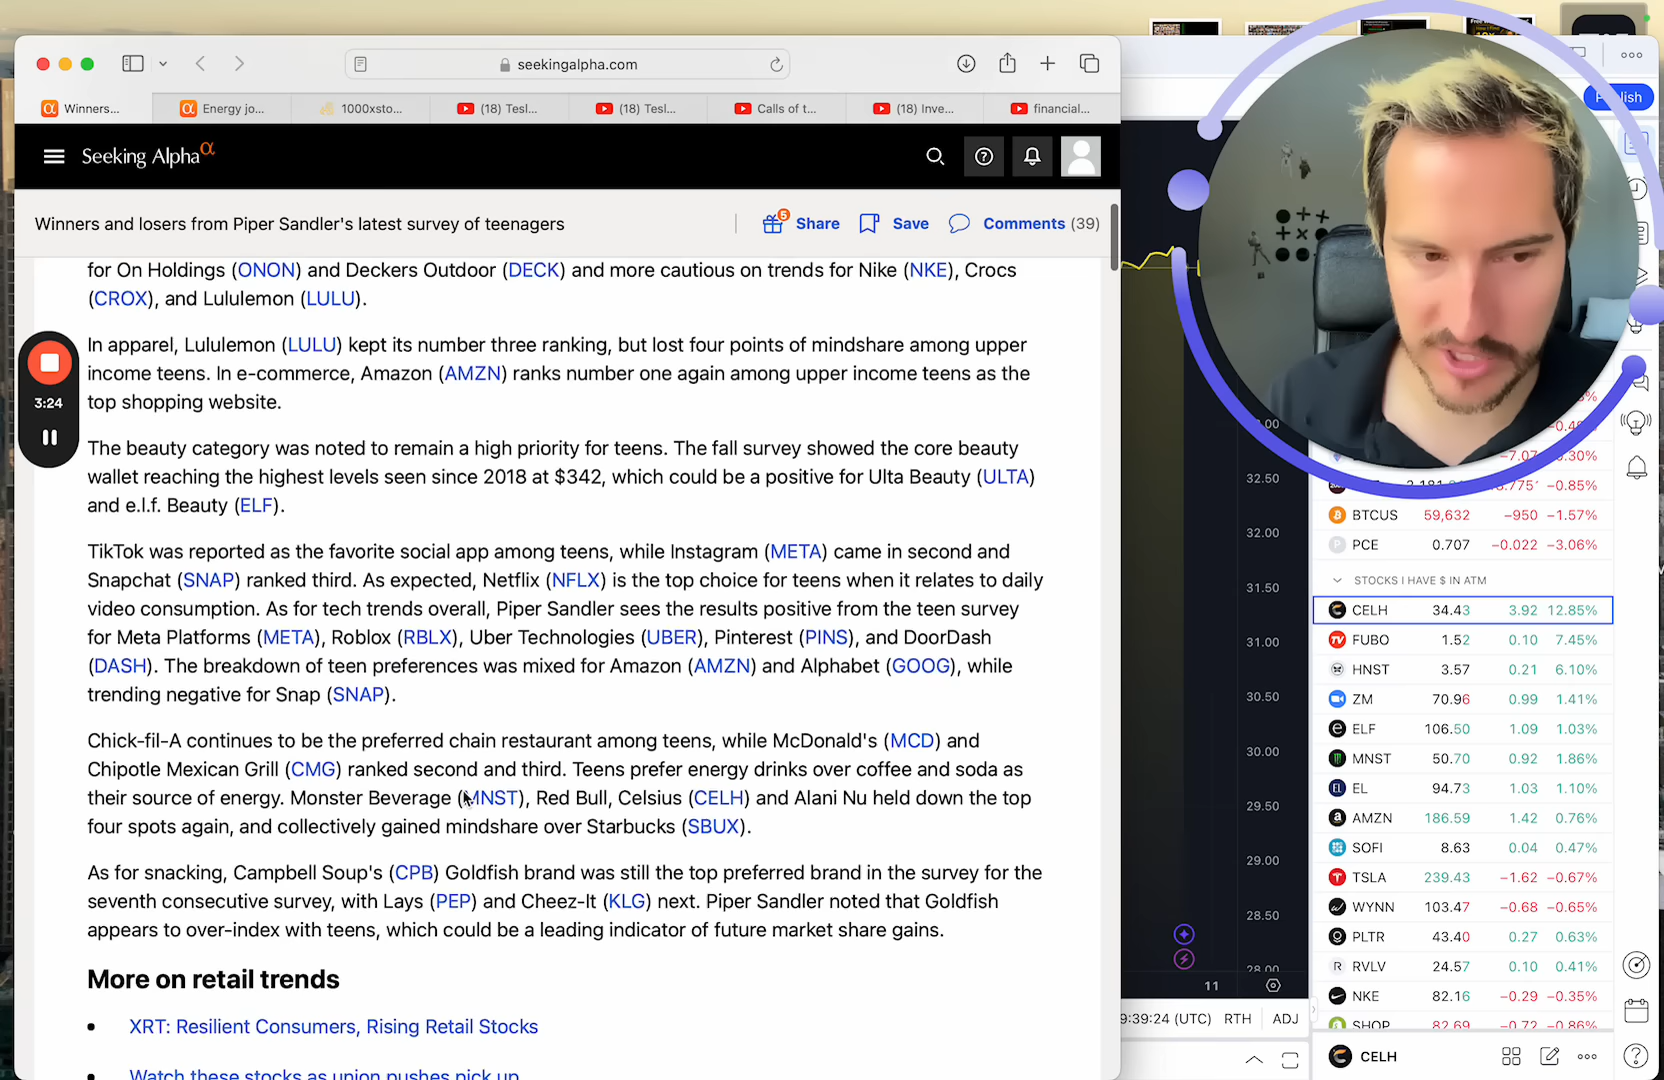 seekingalpha.com
Winners...
Energy jo...
1000xsto...
(18) Tesl...
(18) Tesl...
Calls of t...
(18) Inve...
financial...
Publish
Seeking Alphaα
Winners and losers from Piper Sandler's latest survey of teenagers
5
Share
Save
Comments (39)
for On Holdings (ONON) and Deckers Outdoor (DECK) and more cautious on trends for Nike (NKE), Crocs
(CROX), and Lululemon (LULU).
In apparel, Lululemon (LULU) kept its number three ranking, but lost four points of mindshare among upper
income teens. In e-commerce, Amazon (AMZN) ranks number one again among upper income teens as the
top shopping website.
3:24
The beauty category was noted to remain a high priority for teens. The fall survey showed the core beauty
wallet reaching the highest levels seen since 2018 at $342, which could be a positive for Ulta Beauty (ULTA)
and e.l.f. Beauty (ELF).
TikTok was reported as the favorite social app among teens, while Instagram (META) came in second and
Snapchat (SNAP) ranked third. As expected, Netflix (NFLX) is the top choice for teens when it relates to daily
video consumption. As for tech trends overall, Piper Sandler sees the results positive from the teen survey
for Meta Platforms (META), Roblox (RBLX), Uber Technologies (UBER), Pinterest (PINS), and DoorDash
(DASH). The breakdown of teen preferences was mixed for Amazon (AMZN) and Alphabet (GOOG), while
trending negative for Snap (SNAP).
Chick-fil-A continues to be the preferred chain restaurant among teens, while McDonald's (MCD) and
Chipotle Mexican Grill (CMG) ranked second and third. Teens prefer energy drinks over coffee and soda as
their source of energy. Monster Beverage (MNST), Red Bull, Celsius (CELH) and Alani Nu held down the top
four spots again, and collectively gained mindshare over Starbucks (SBUX).
As for snacking, Campbell Soup's (CPB) Goldfish brand was still the top preferred brand in the survey for the
seventh consecutive survey, with Lays (PEP) and Cheez-It (KLG) next. Piper Sandler noted that Goldfish
appears to over-index with teens, which could be a leading indicator of future market share gains.
More on retail trends
• XRT: Resilient Consumers, Rising Retail Stocks
• Watch these stocks as union pushes pick up
32.50
32.00
31.50
31.00
30.50
30.00
29.50
29.00
28.50
28.00
11
9:39:24 (UTC) RTH ADJ
−7.07
−0.85%
BTCUS 59,632 −950 −1.57%
PCE 0.707 −0.022 −3.06%
STOCKS I HAVE $ IN ATM
CELH 34.43 3.92 12.85%
FUBO 1.52 0.10 7.45%
HNST 3.57 0.21 6.10%
ZM 70.96 0.99 1.41%
ELF 106.50 1.09 1.03%
MNST 50.70 0.92 1.86%
EL 94.73 1.03 1.10%
AMZN 186.59 1.42 0.76%
SOFI 8.63 0.04 0.47%
TSLA 239.43 −1.62 −0.67%
WYNN 103.47 −0.68 −0.65%
PLTR 43.40 0.27 0.63%
RVLV 24.57 0.10 0.41%
NKE 82.16 −0.29 −0.35%
SHOP 82.69 −0.72 −0.86%
CELH